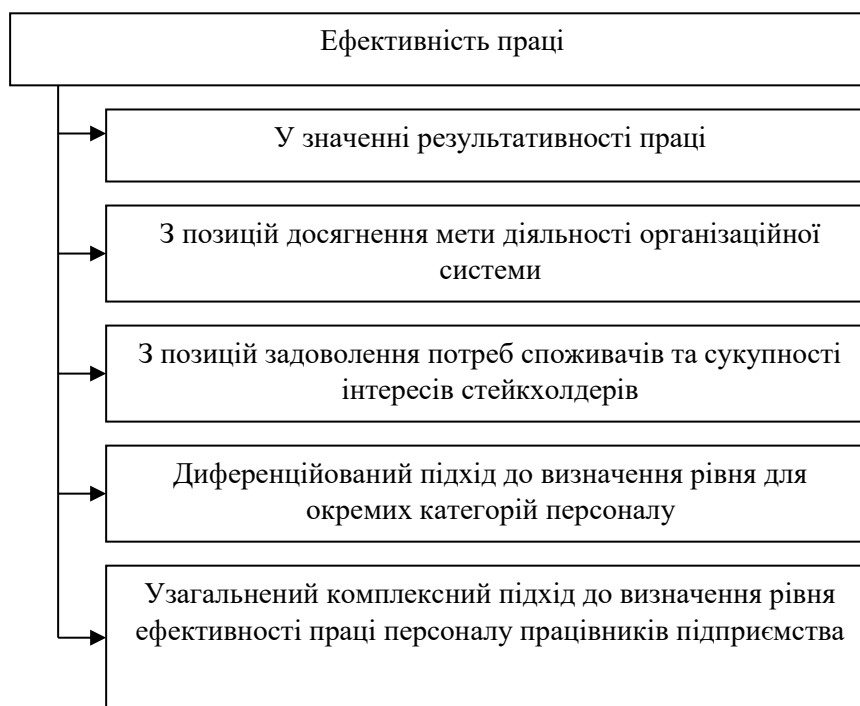 Ефективність праці
У значенні результативності праці
З позицій досягнення мети діяльності організаційної
системи
З позицій задоволення потреб споживачів та сукупності
інтересів стейкхолдерів
Диференційований підхід до визначення рівня для
окремих категорій персоналу
Узагальнений комплексний підхід до визначення рівня
ефективності праці персоналу працівників підприємства